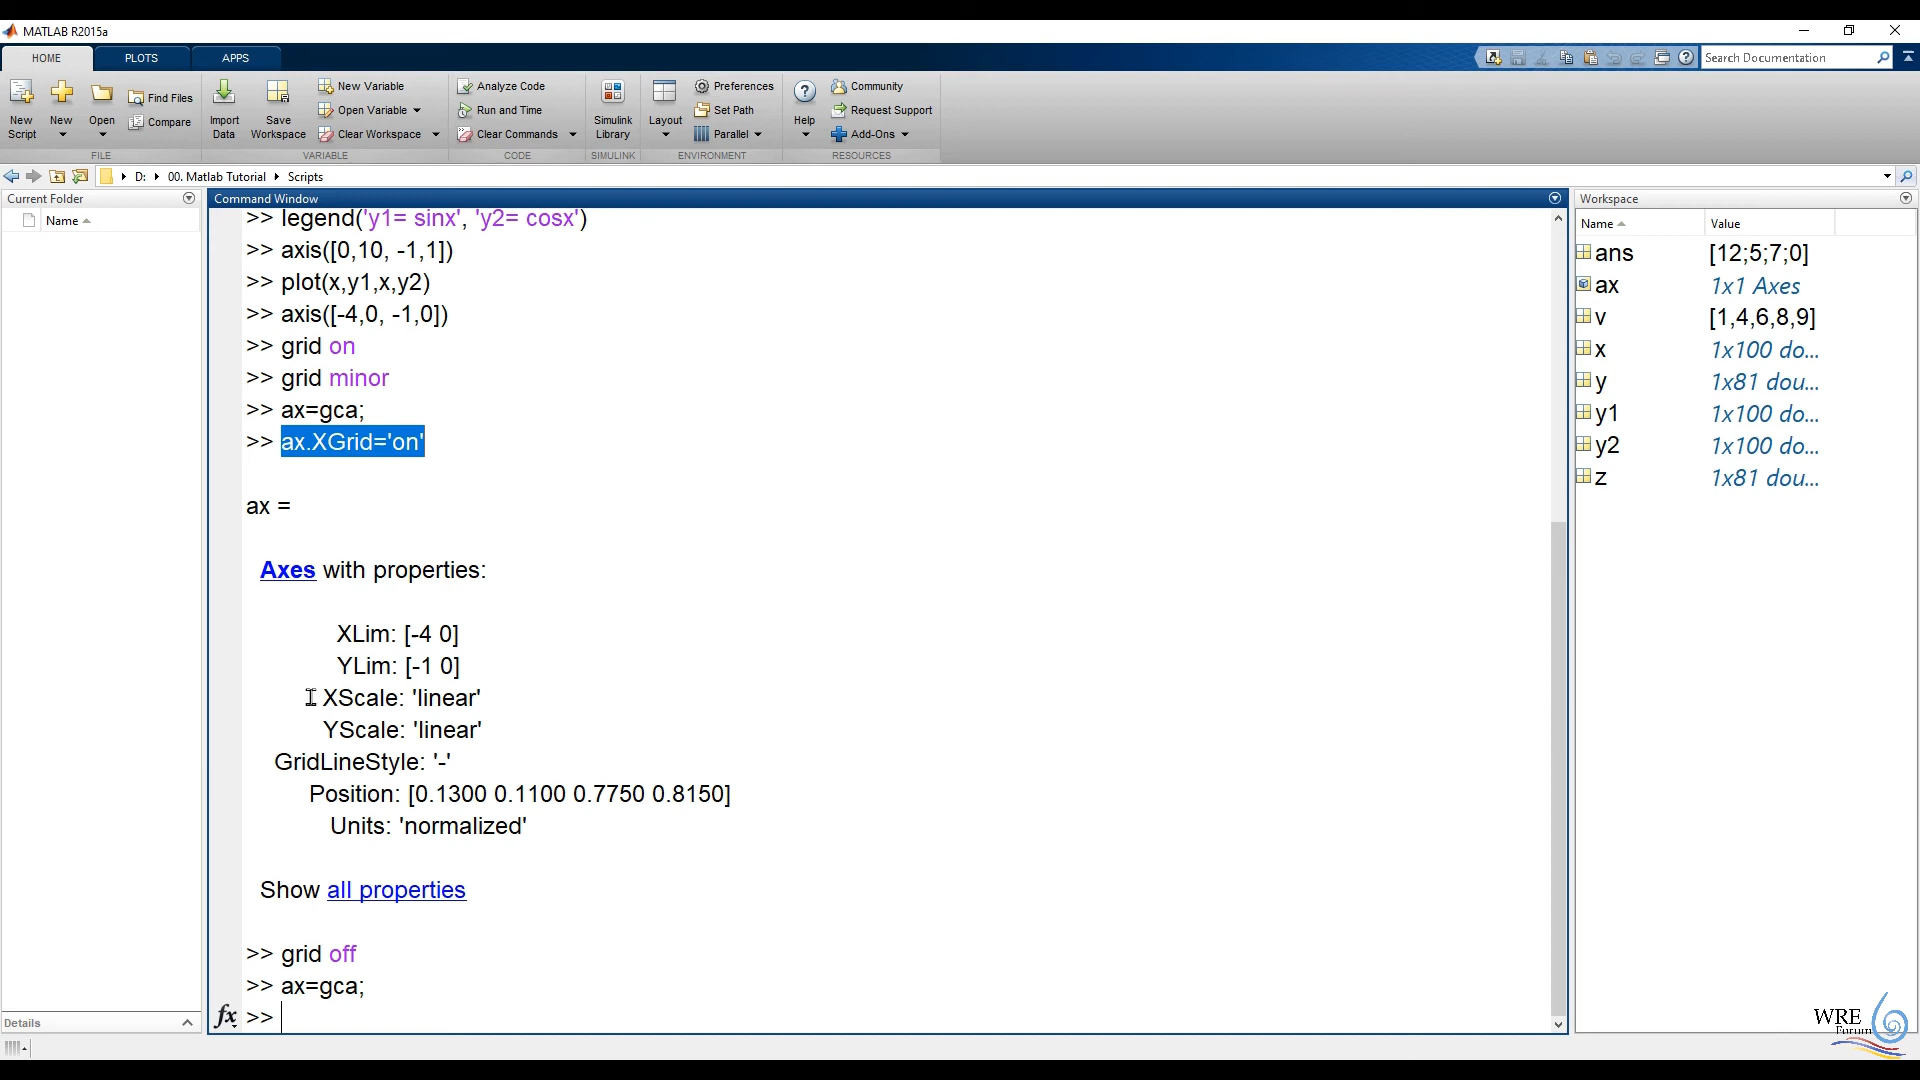 MATLAB R2015a
HOME PLOTS APPS
Search Documentation
New Script
New
Open
Find Files
Compare
FILE
Import Data
Save Workspace
New Variable
Open Variable
Clear Workspace
VARIABLE
Analyze Code
Run and Time
Clear Commands
CODE
Simulink Library
SIMULINK
Layout
Preferences
Set Path
Parallel
ENVIRONMENT
Help
Community
Request Support
Add-Ons
RESOURCES
D: 00. Matlab Tutorial Scripts
Current Folder
Name
Details
Command Window
>> legend('y1= sinx', 'y2= cosx')
>> axis([0,10, -1,1])
>> plot(x,y1,x,y2)
>> axis([-4,0, -1,0])
>> grid on
>> grid minor
>> ax=gca;
>> ax.XGrid='on'
ax =
Axes with properties:
XLim: [-4 0]
YLim: [-1 0]
XScale: 'linear'
YScale: 'linear'
GridLineStyle: '-'
Position: [0.1300 0.1100 0.7750 0.8150]
Units: 'normalized'
Show all properties
>> grid off
>> ax=gca;
fx >>
Workspace
Name Value
ans [12;5;7;0]
ax 1x1 Axes
v [1,4,6,8,9]
x 1x100 do...
y 1x81 dou...
y1 1x100 do...
y2 1x100 do...
z 1x81 dou...
WRE
Forum